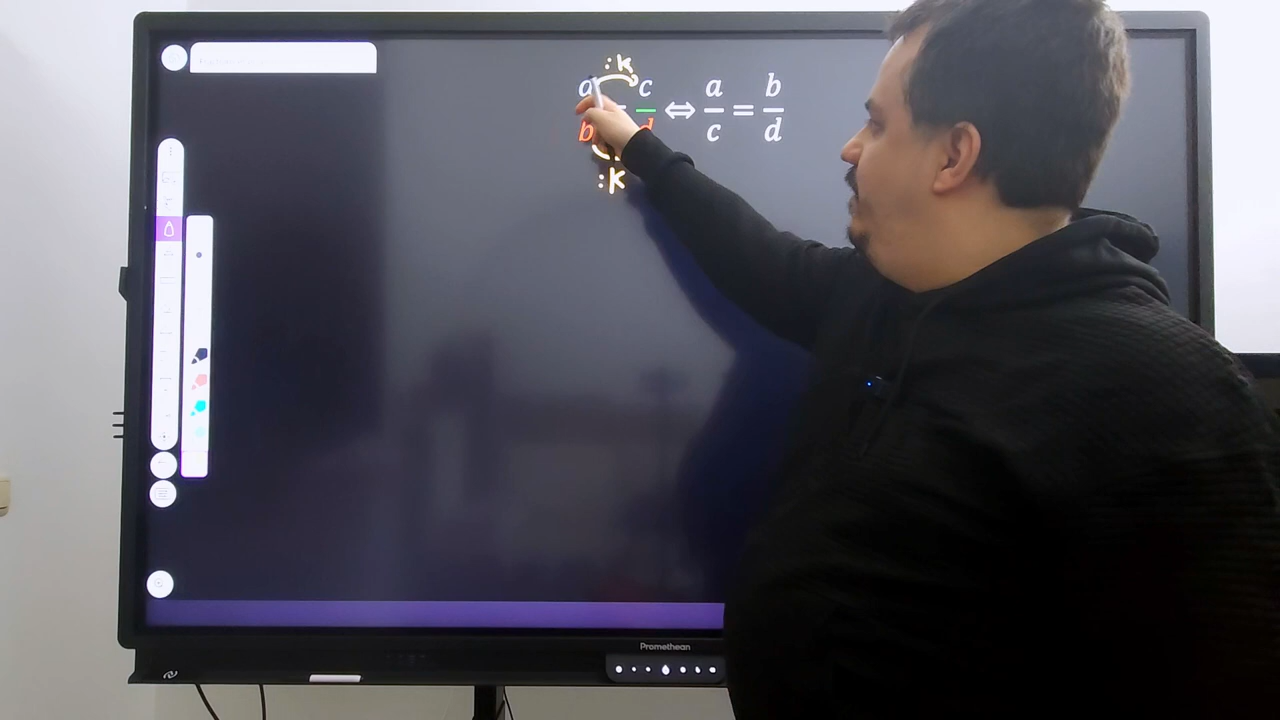 :k
a/b = c/d ⇔ a/c = b/d
:k
Promethean